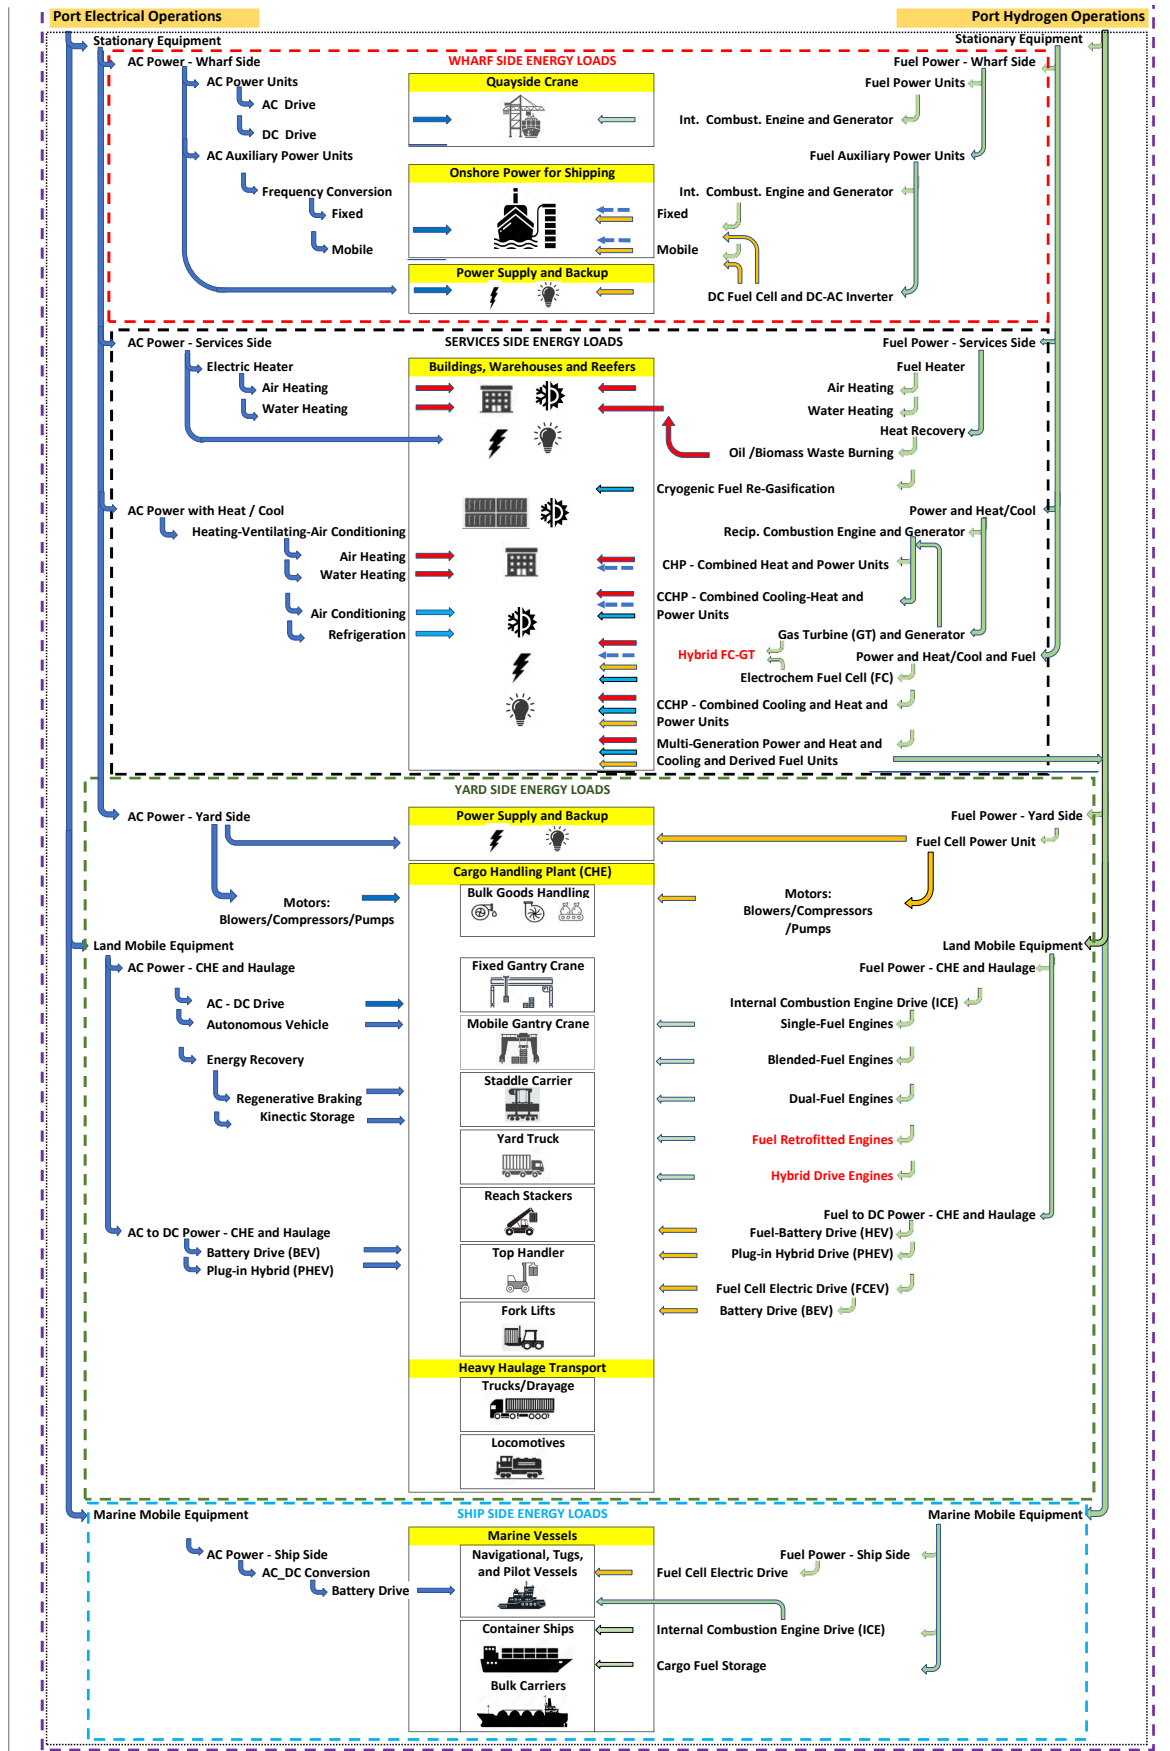 Port Electrical Operations
Port Hydrogen Operations
Stationary Equipment
Stationary Equipment
AC Power - Wharf Side
WHARF SIDE ENERGY LOADS
Fuel Power - Wharf Side
AC Power Units
Quayside Crane
Fuel Power Units
AC Drive
DC Drive
Int. Combust. Engine and Generator
AC Auxiliary Power Units
Fuel Auxiliary Power Units
Onshore Power for Shipping
Frequency Conversion
Int. Combust. Engine and Generator
Fixed
Fixed
Mobile
Mobile
Power Supply and Backup
DC Fuel Cell and DC-AC Inverter
AC Power - Services Side
SERVICES SIDE ENERGY LOADS
Fuel Power - Services Side
Electric Heater
Buildings, Warehouses and Reefers
Fuel Heater
Air Heating
Air Heating
Water Heating
Water Heating
Heat Recovery
Oil /Biomass Waste Burning
Cryogenic Fuel Re-Gasification
AC Power with Heat / Cool
Power and Heat/Cool
Heating-Ventilating-Air Conditioning
Recip. Combustion Engine and Generator
Air Heating
CHP - Combined Heat and Power Units
Water Heating
CCHP - Combined Cooling-Heat and
Power Units
Air Conditioning
Refrigeration
Gas Turbine (GT) and Generator
Hybrid FC-GT
Power and Heat/Cool and Fuel
Electrochem Fuel Cell (FC)
CCHP - Combined Cooling and Heat and
Power Units
Multi-Generation Power and Heat and
Cooling and Derived Fuel Units
YARD SIDE ENERGY LOADS
AC Power - Yard Side
Power Supply and Backup
Fuel Power - Yard Side
Fuel Cell Power Unit
Cargo Handling Plant (CHE)
Bulk Goods Handling
Motors:
Blowers/Compressors/Pumps
Motors:
Blowers/Compressors
/Pumps
Land Mobile Equipment
Land Mobile Equipment
AC Power - CHE and Haulage
Fixed Gantry Crane
Fuel Power - CHE and Haulage
AC - DC Drive
Internal Combustion Engine Drive (ICE)
Autonomous Vehicle
Mobile Gantry Crane
Single-Fuel Engines
Energy Recovery
Blended-Fuel Engines
Staddle Carrier
Regenerative Braking
Dual-Fuel Engines
Kinectic Storage
Yard Truck
Fuel Retrofitted Engines
Hybrid Drive Engines
Reach Stackers
Fuel to DC Power - CHE and Haulage
AC to DC Power - CHE and Haulage
Fuel-Battery Drive (HEV)
Battery Drive (BEV)
Top Handler
Plug-in Hybrid Drive (PHEV)
Plug-in Hybrid (PHEV)
Fuel Cell Electric Drive (FCEV)
Fork Lifts
Battery Drive (BEV)
Heavy Haulage Transport
Trucks/Drayage
Locomotives
Marine Mobile Equipment
SHIP SIDE ENERGY LOADS
Marine Mobile Equipment
Marine Vessels
AC Power - Ship Side
Navigational, Tugs,
and Pilot Vessels
Fuel Power - Ship Side
AC_DC Conversion
Fuel Cell Electric Drive
Battery Drive
Container Ships
Internal Combustion Engine Drive (ICE)
Cargo Fuel Storage
Bulk Carriers